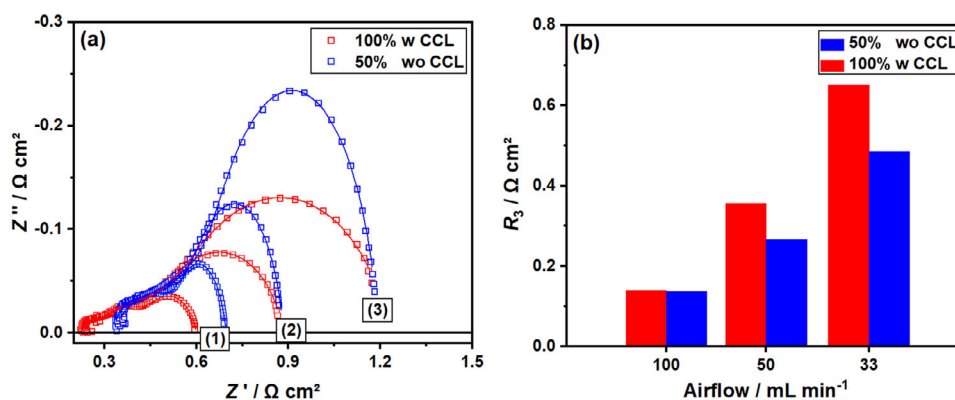 (a)
100% w CCL
50% wo CCL
-0.3
-0.2
-0.1
0.0
Z'' / Ω cm²
(1)
(2)
(3)
0.3 0.6 0.9 1.2 1.5
Z ' / Ω cm²
(b)
50% wo CCL
100% w CCL
0.8
0.6
0.4
0.2
0.0
R₃ / Ω cm²
100 50 33
Airflow / mL min⁻¹